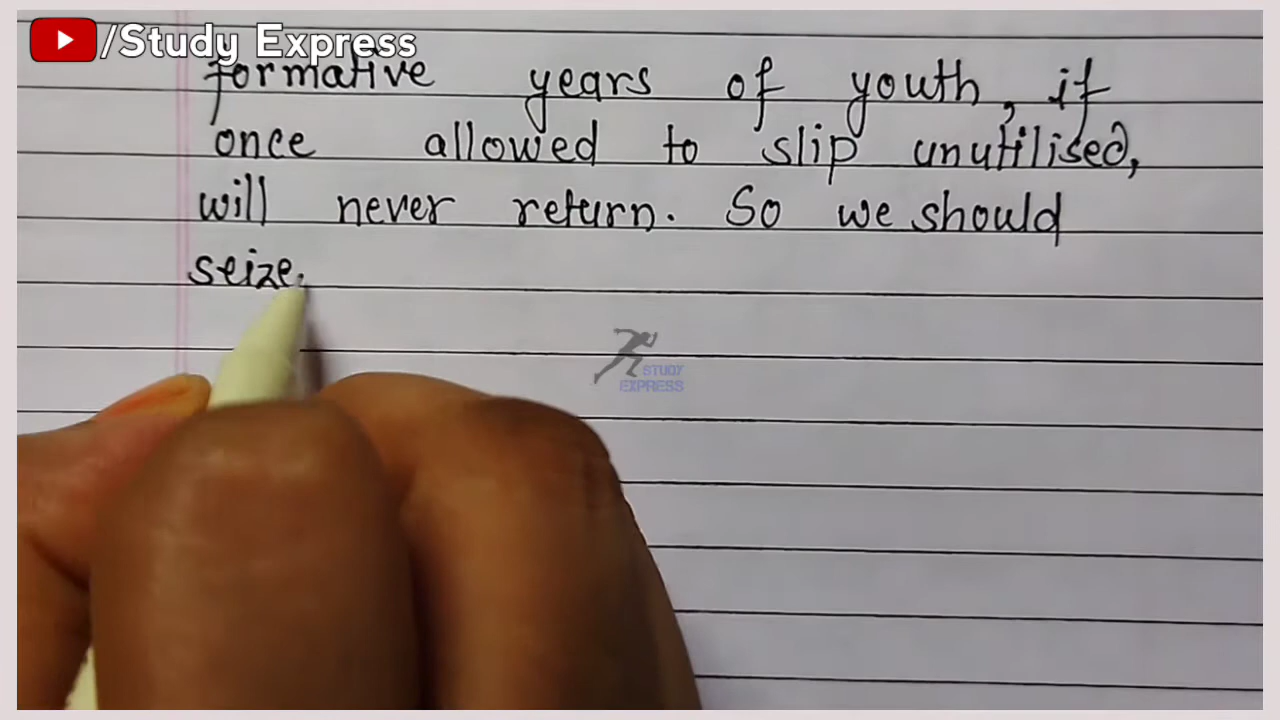 /Study Express
formative years of youth, if
once allowed to slip unutilised,
will never return. So we should
seize
STUDY
EXPRESS